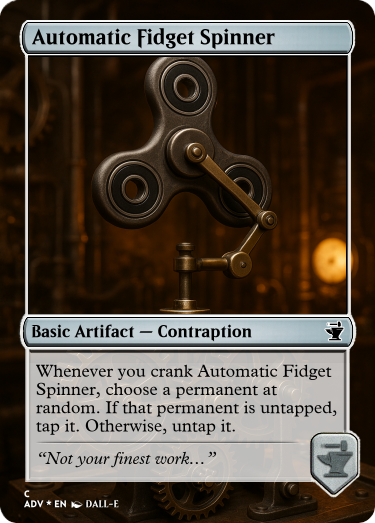 Automatic Fidget Spinner
Basic Artifact — Contraption
Whenever you crank Automatic Fidget
Spinner, choose a permanent at
random. If that permanent is untapped,
tap it. Otherwise, untap it.
“Not your finest work…”
C
ADV ★ EN DALL-E